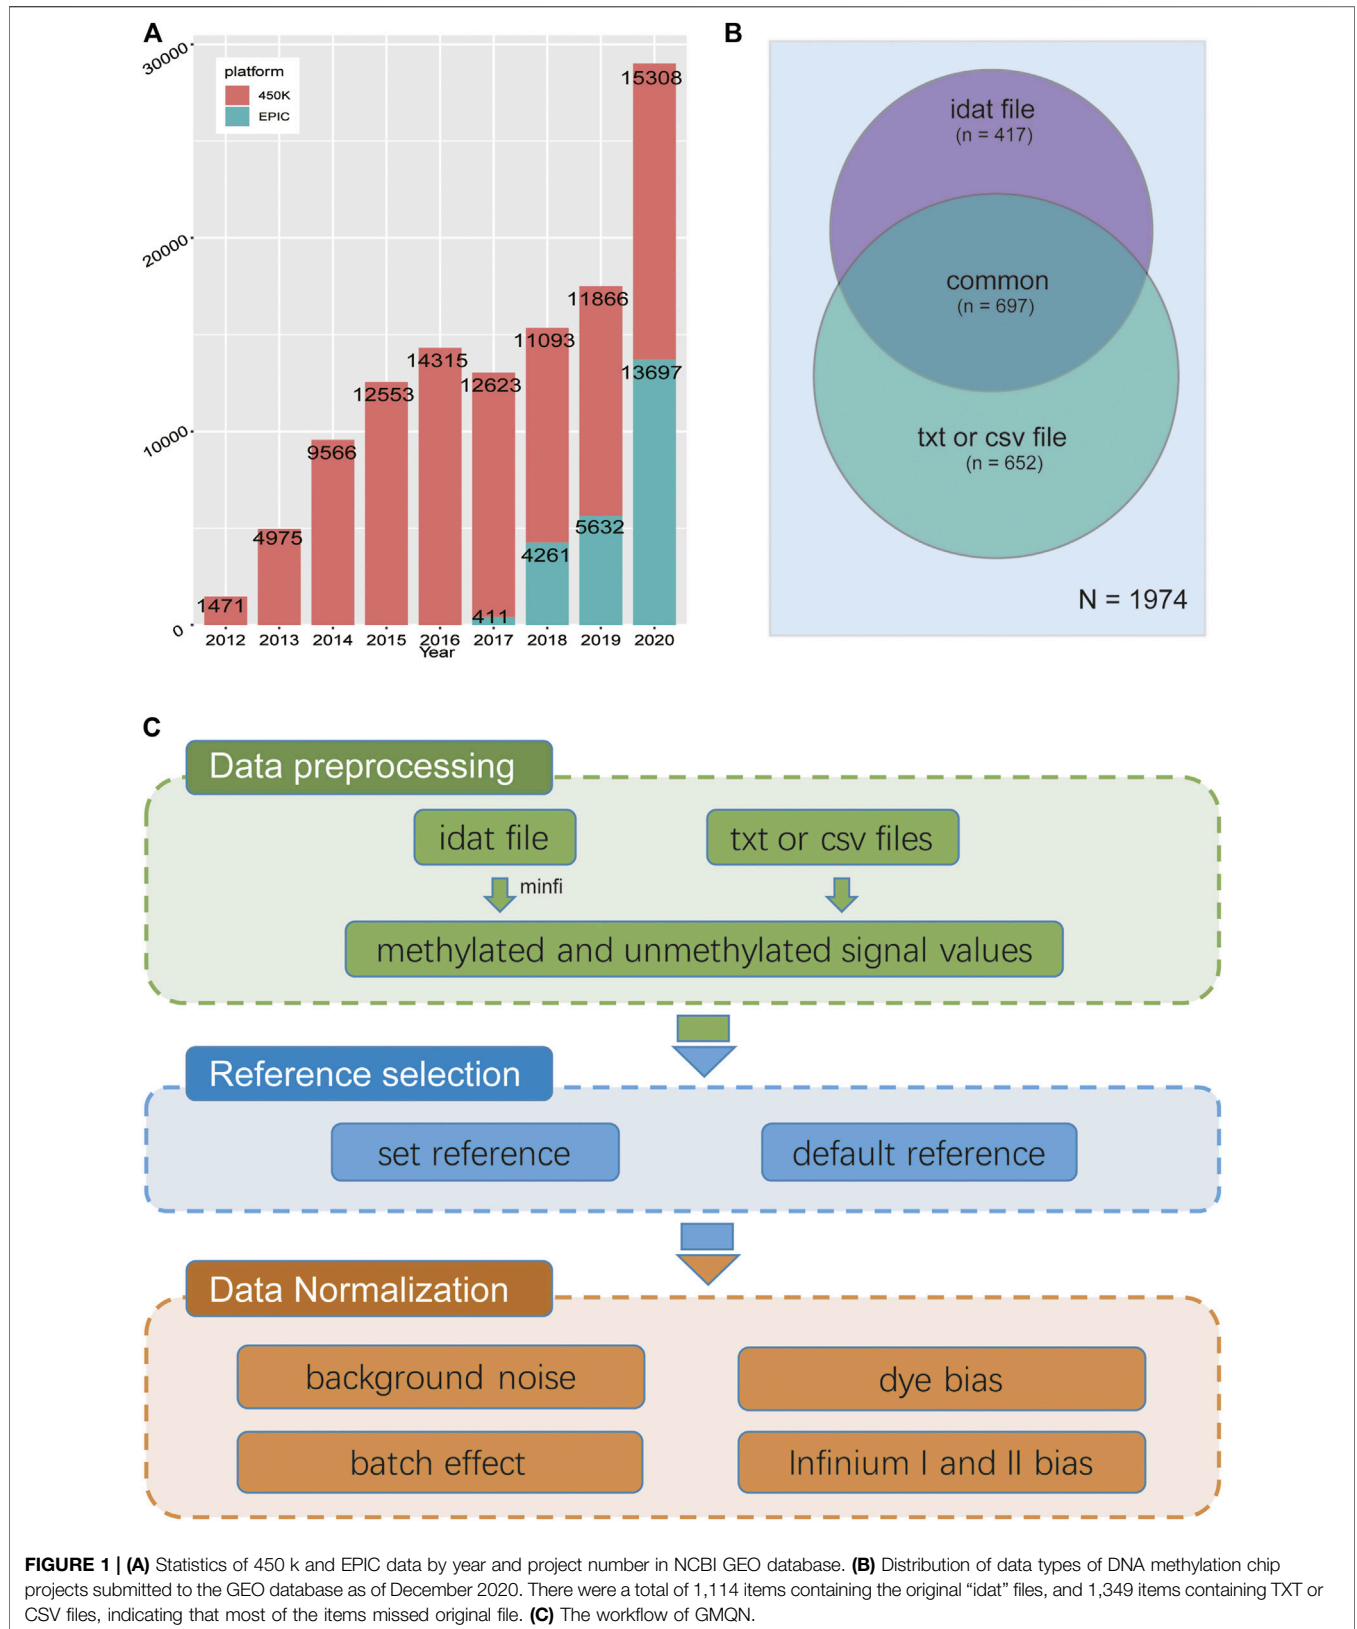 A
30000
20000
10000
0
platform
450K
EPIC
1471
4975
9566
12553
14315
12623
411
11093
4261
11866
5632
15308
13697
2012 2013 2014 2015 2016 2017 2018 2019 2020
Year
B
idat file
(n = 417)
common
(n = 697)
txt or csv file
(n = 652)
N = 1974
C
Data preprocessing
idat file txt or csv files
minfi
methylated and unmethylated signal values
Reference selection
set reference default reference
Data Normalization
background noise dye bias
batch effect Infinium I and II bias
FIGURE 1 | (A) Statistics of 450 k and EPIC data by year and project number in NCBI GEO database. (B) Distribution of data types of DNA methylation chip
projects submitted to the GEO database as of December 2020. There were a total of 1,114 items containing the original “idat” files, and 1,349 items containing TXT or
CSV files, indicating that most of the items missed original file. (C) The workflow of GMQN.